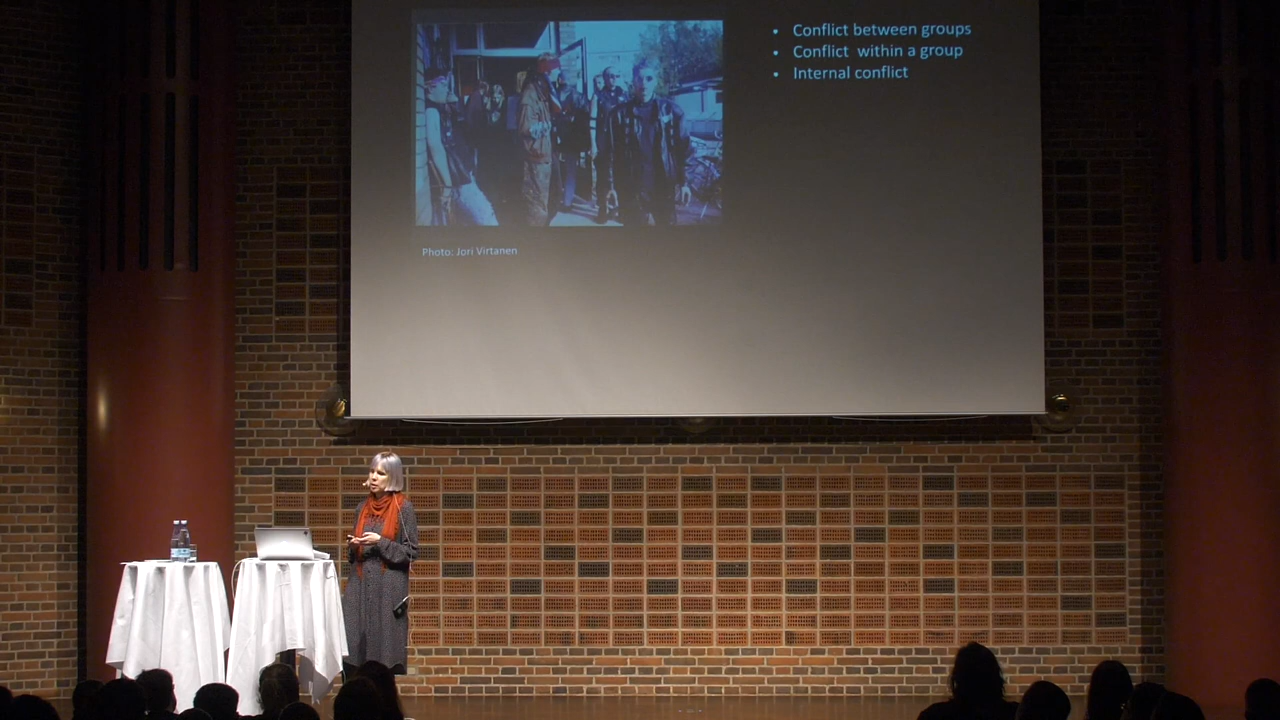 • Conflict between groups
• Conflict within a group
• Internal conflict
Photo: Jori Virtanen